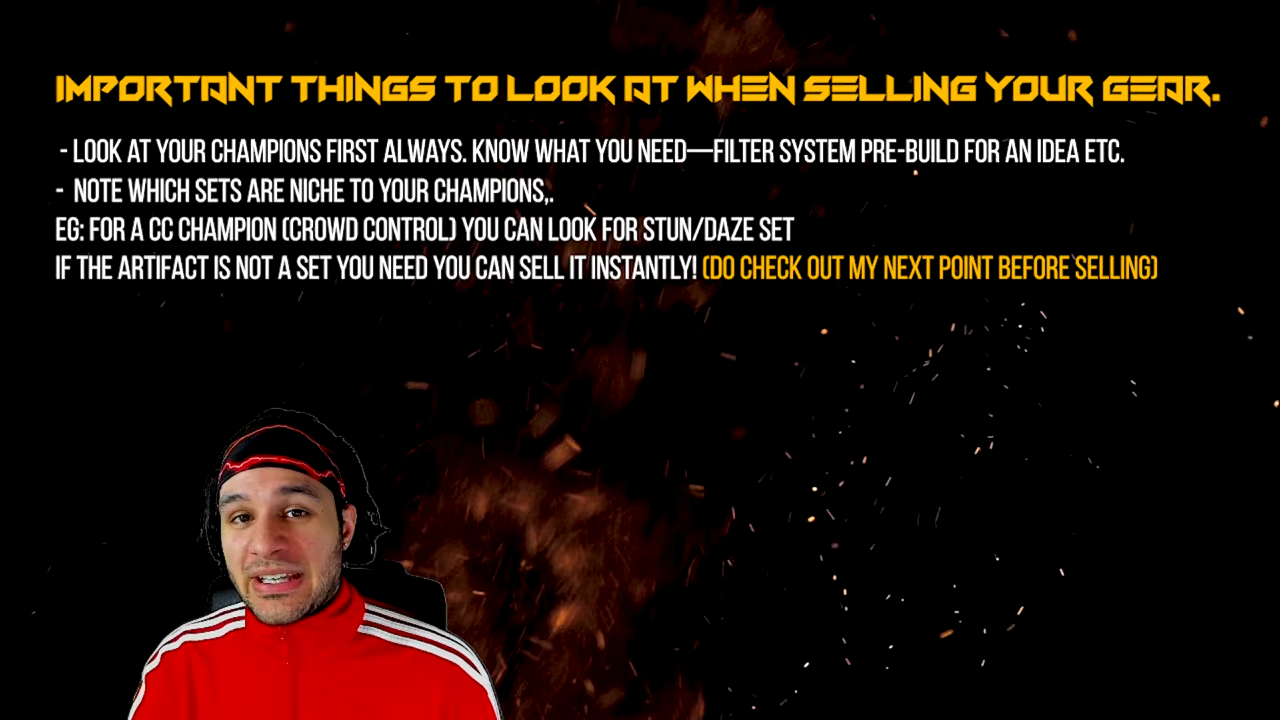 IMPORTANT THINGS TO LOOK AT WHEN SELLING YOUR GEAR.
- LOOK AT YOUR CHAMPIONS FIRST ALWAYS. KNOW WHAT YOU NEED—FILTER SYSTEM PRE-BUILD FOR AN IDEA ETC.
- NOTE WHICH SETS ARE NICHE TO YOUR CHAMPIONS,.
EG: FOR A CC CHAMPION (CROWD CONTROL) YOU CAN LOOK FOR STUN/DAZE SET
IF THE ARTIFACT IS NOT A SET YOU NEED YOU CAN SELL IT INSTANTLY! (DO CHECK OUT MY NEXT POINT BEFORE SELLING)